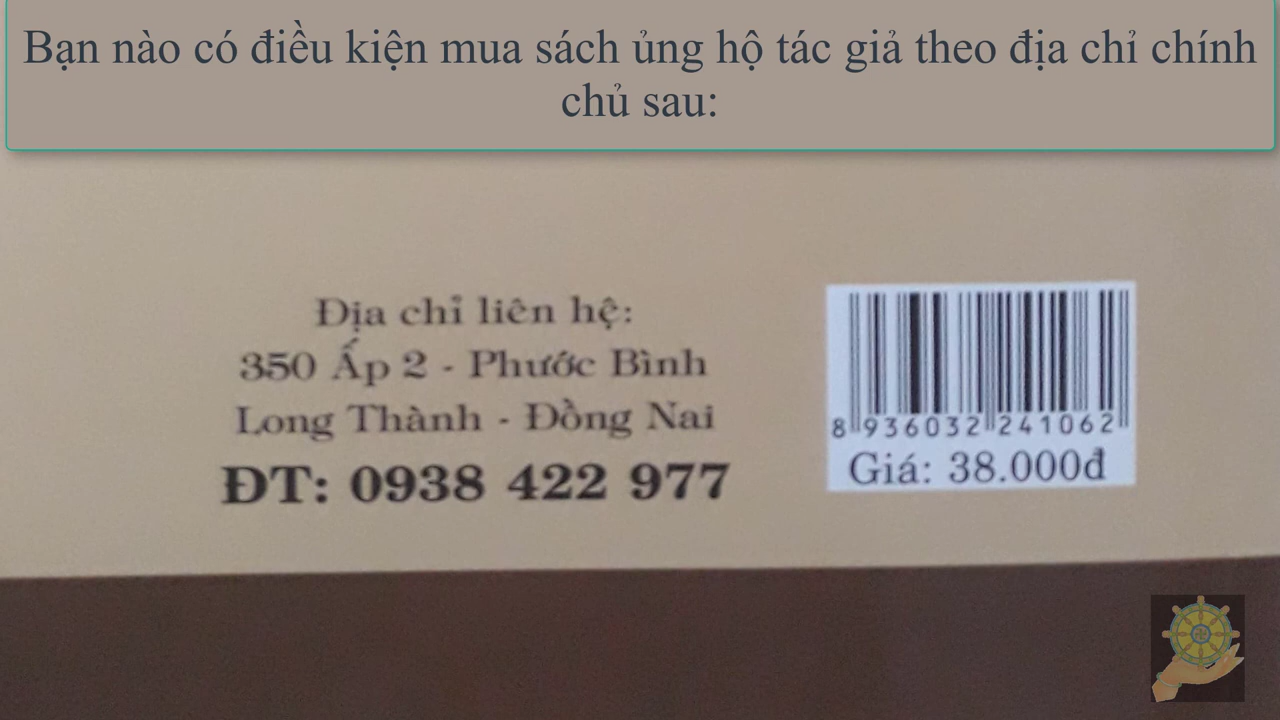 Bạn nào có điều kiện mua sách ủng hộ tác giả theo địa chỉ chính
chủ sau:
Địa chỉ liên hệ:
350 Ấp 2 - Phước Bình
Long Thành - Đồng Nai
ĐT: 0938 422 977
8 936032 241062
Giá: 38.000đ